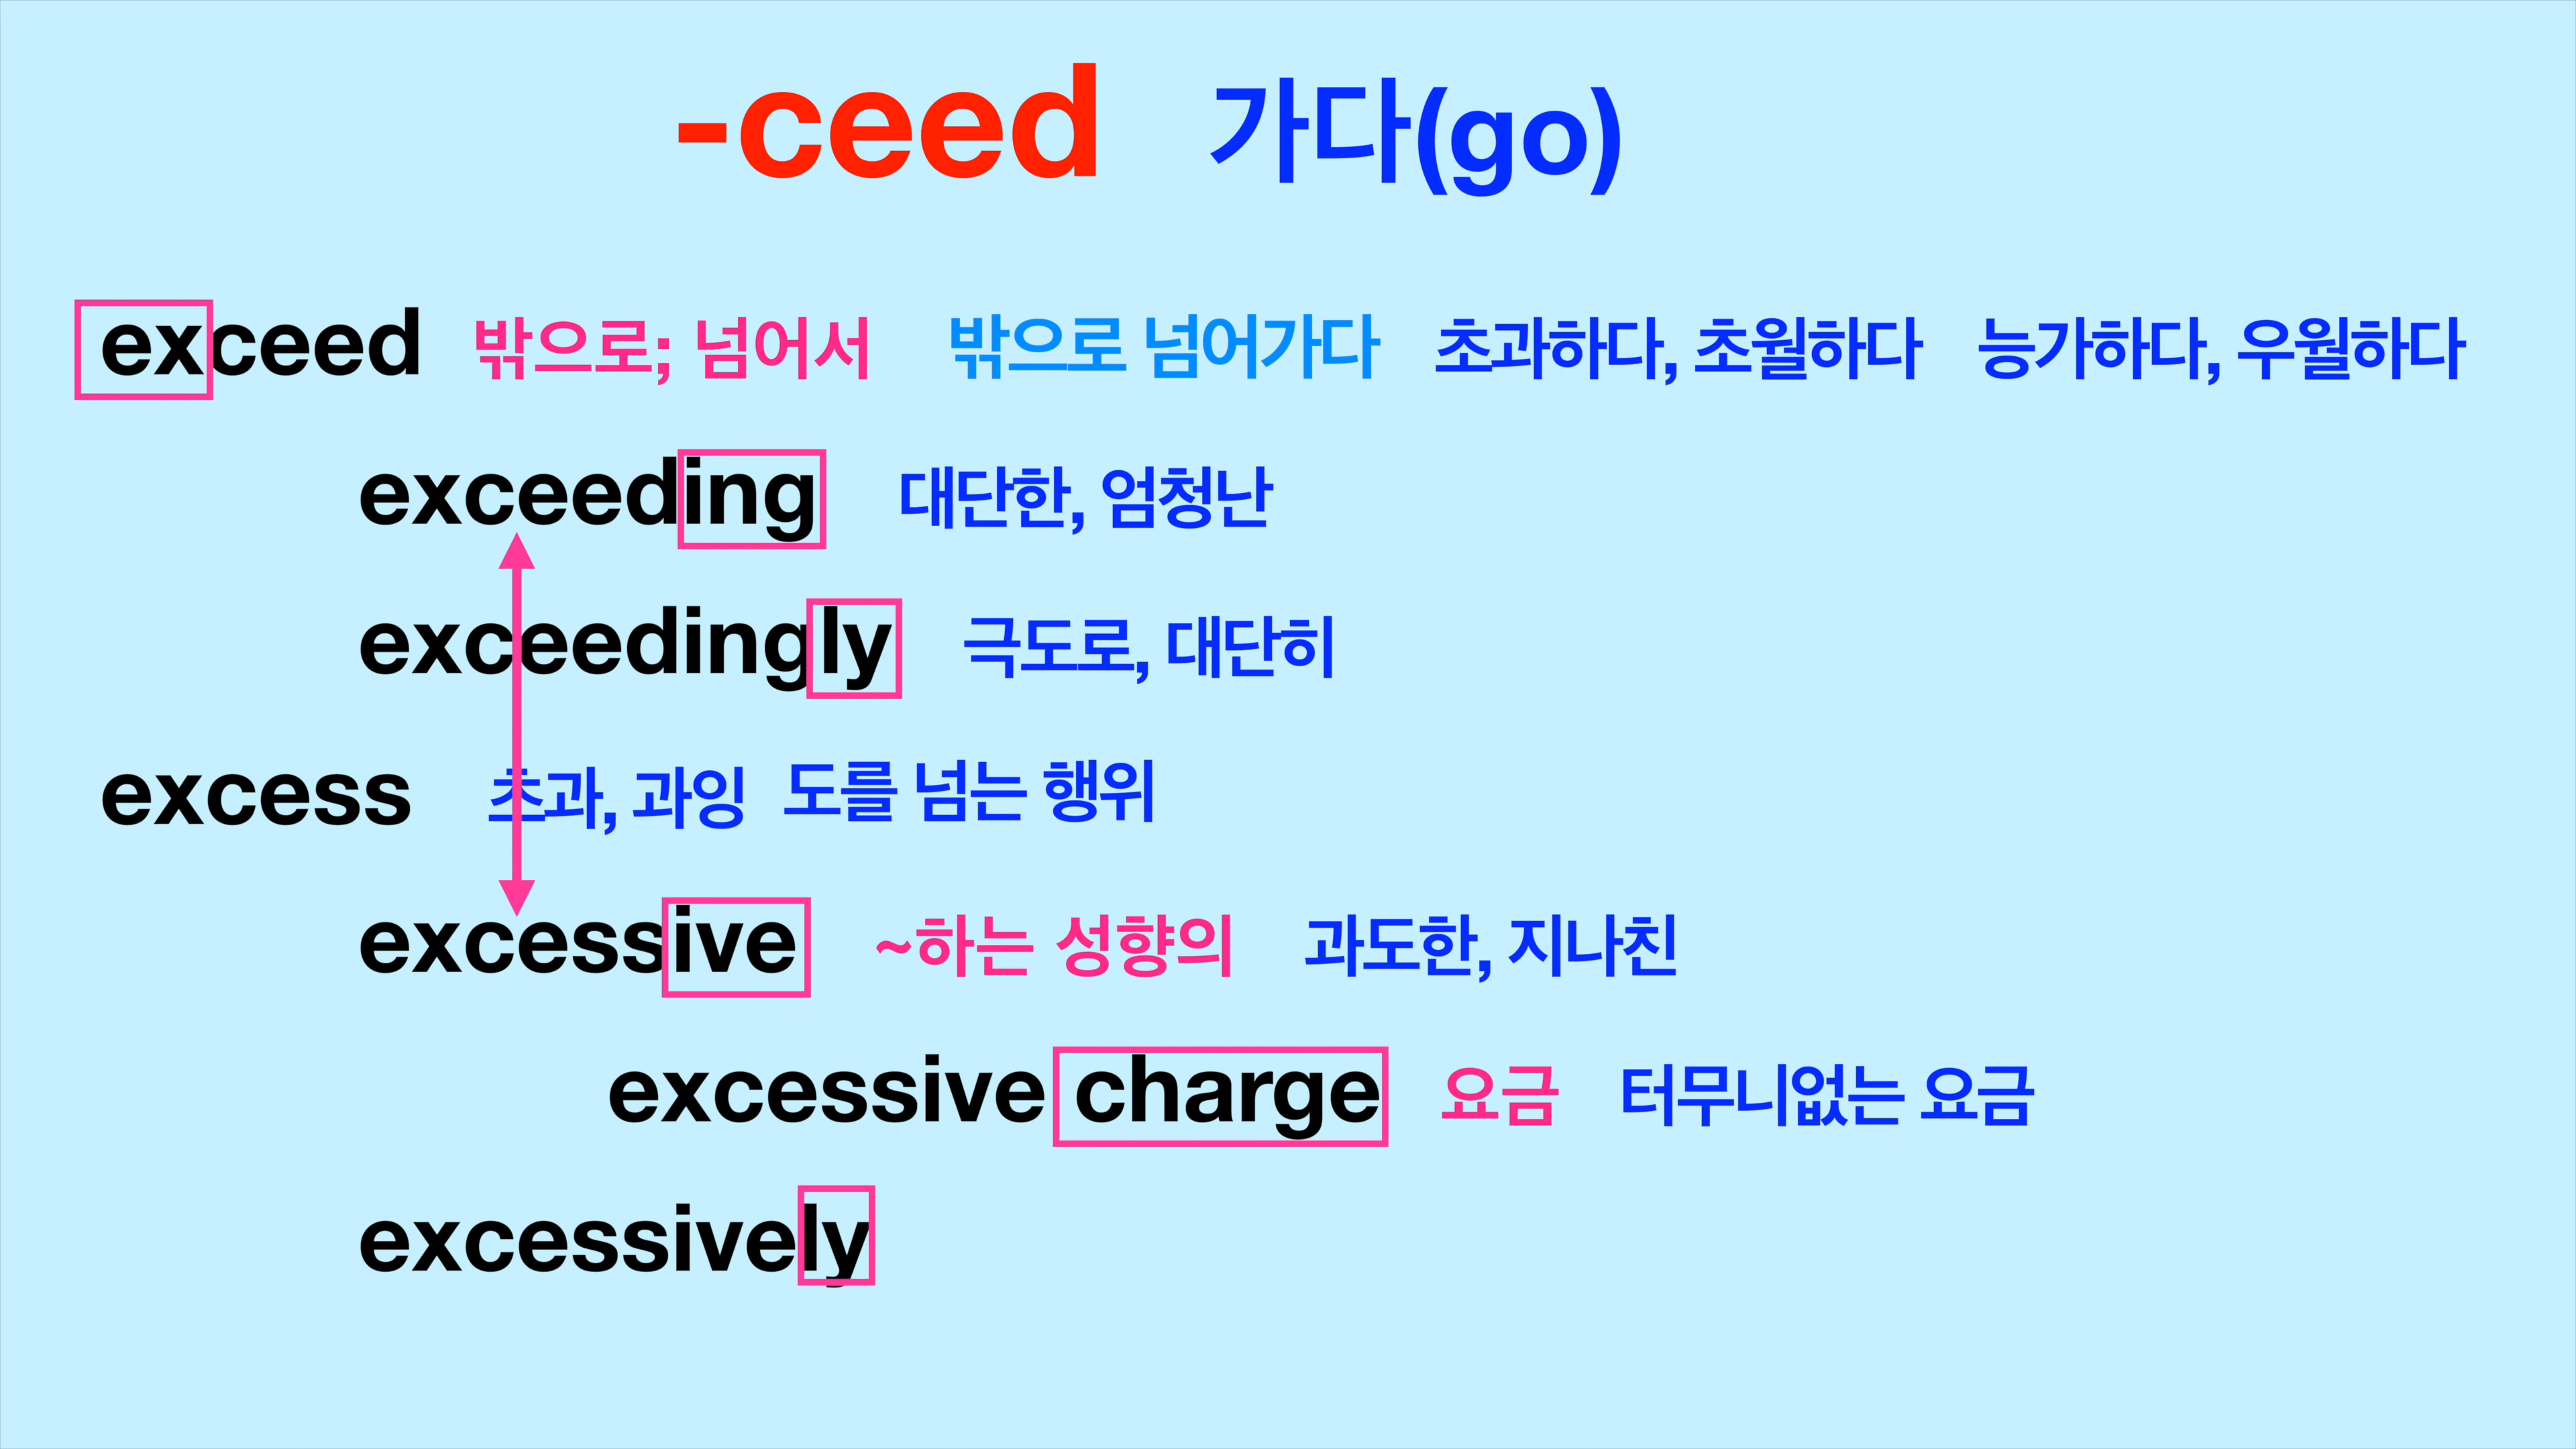 -ceed 가다(go)
exceed 밖으로; 넘어서 밖으로 넘어가다 초과하다, 초월하다 능가하다, 우월하다
exceeding 대단한, 엄청난
exceedingly 극도로, 대단히
excess 초과, 과잉 도를 넘는 행위
excessive ~하는 성향의 과도한, 지나친
excessive charge 요금 터무니없는 요금
excessively